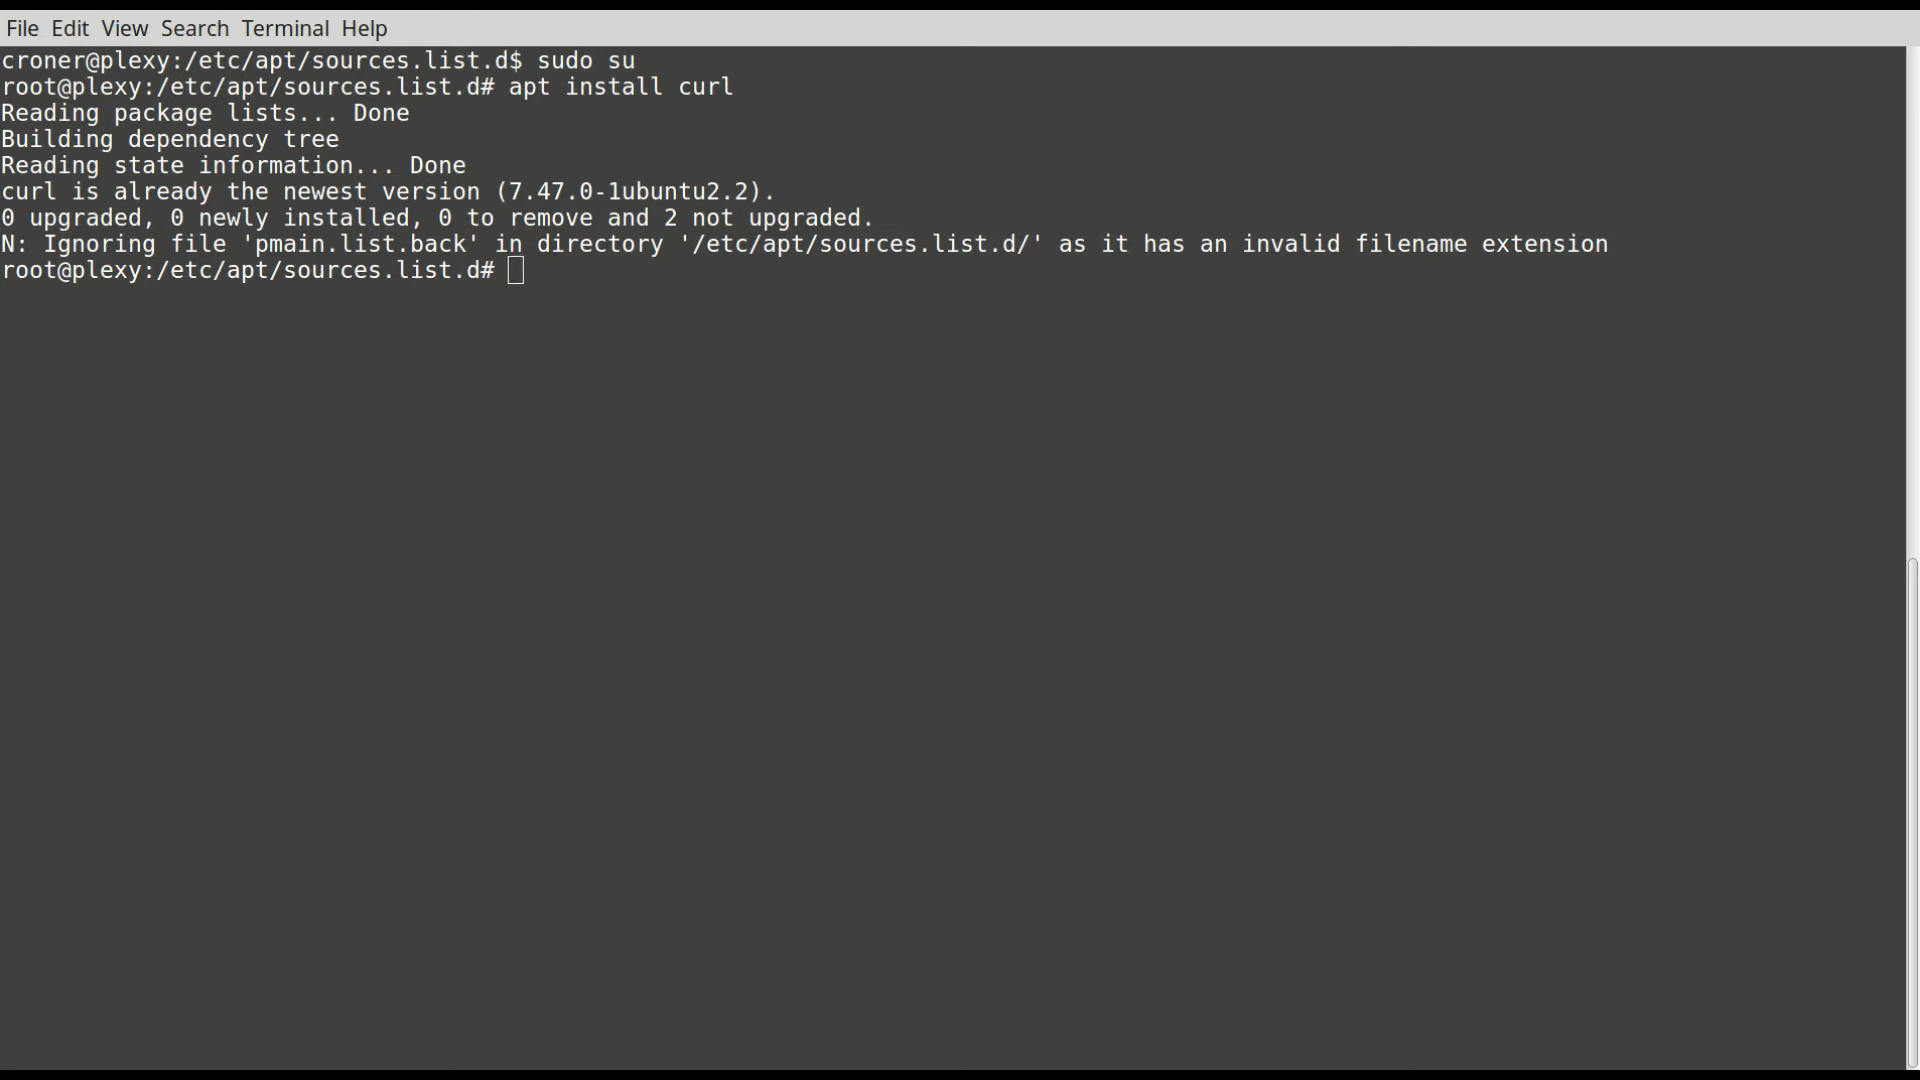 File Edit View Search Terminal Help
croner@plexy:/etc/apt/sources.list.d$ sudo su
root@plexy:/etc/apt/sources.list.d# apt install curl
Reading package lists... Done
Building dependency tree
Reading state information... Done
curl is already the newest version (7.47.0-1ubuntu2.2).
0 upgraded, 0 newly installed, 0 to remove and 2 not upgraded.
N: Ignoring file 'pmain.list.back' in directory '/etc/apt/sources.list.d/' as it has an invalid filename extension
root@plexy:/etc/apt/sources.list.d#